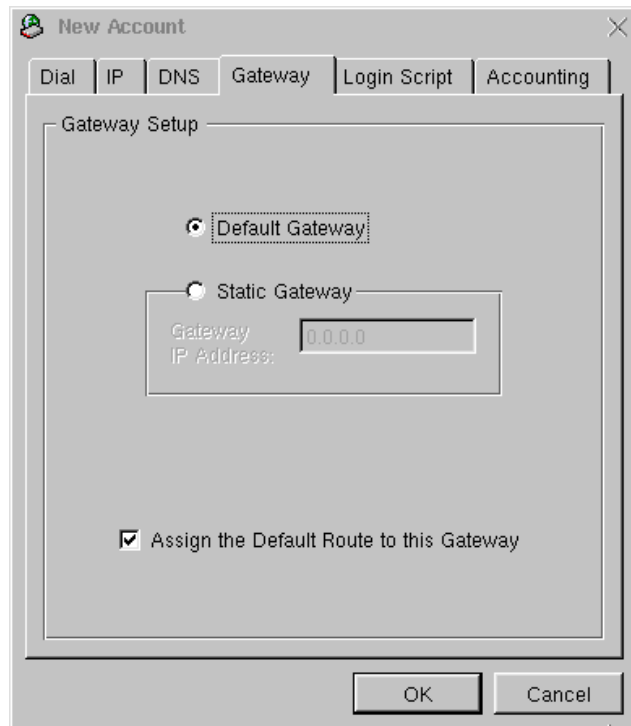 New Account
Dial IP DNS Gateway Login Script Accounting
Gateway Setup
Default Gateway
Static Gateway
Gateway
IP Address:
0.0.0.0
Assign the Default Route to this Gateway
OK Cancel